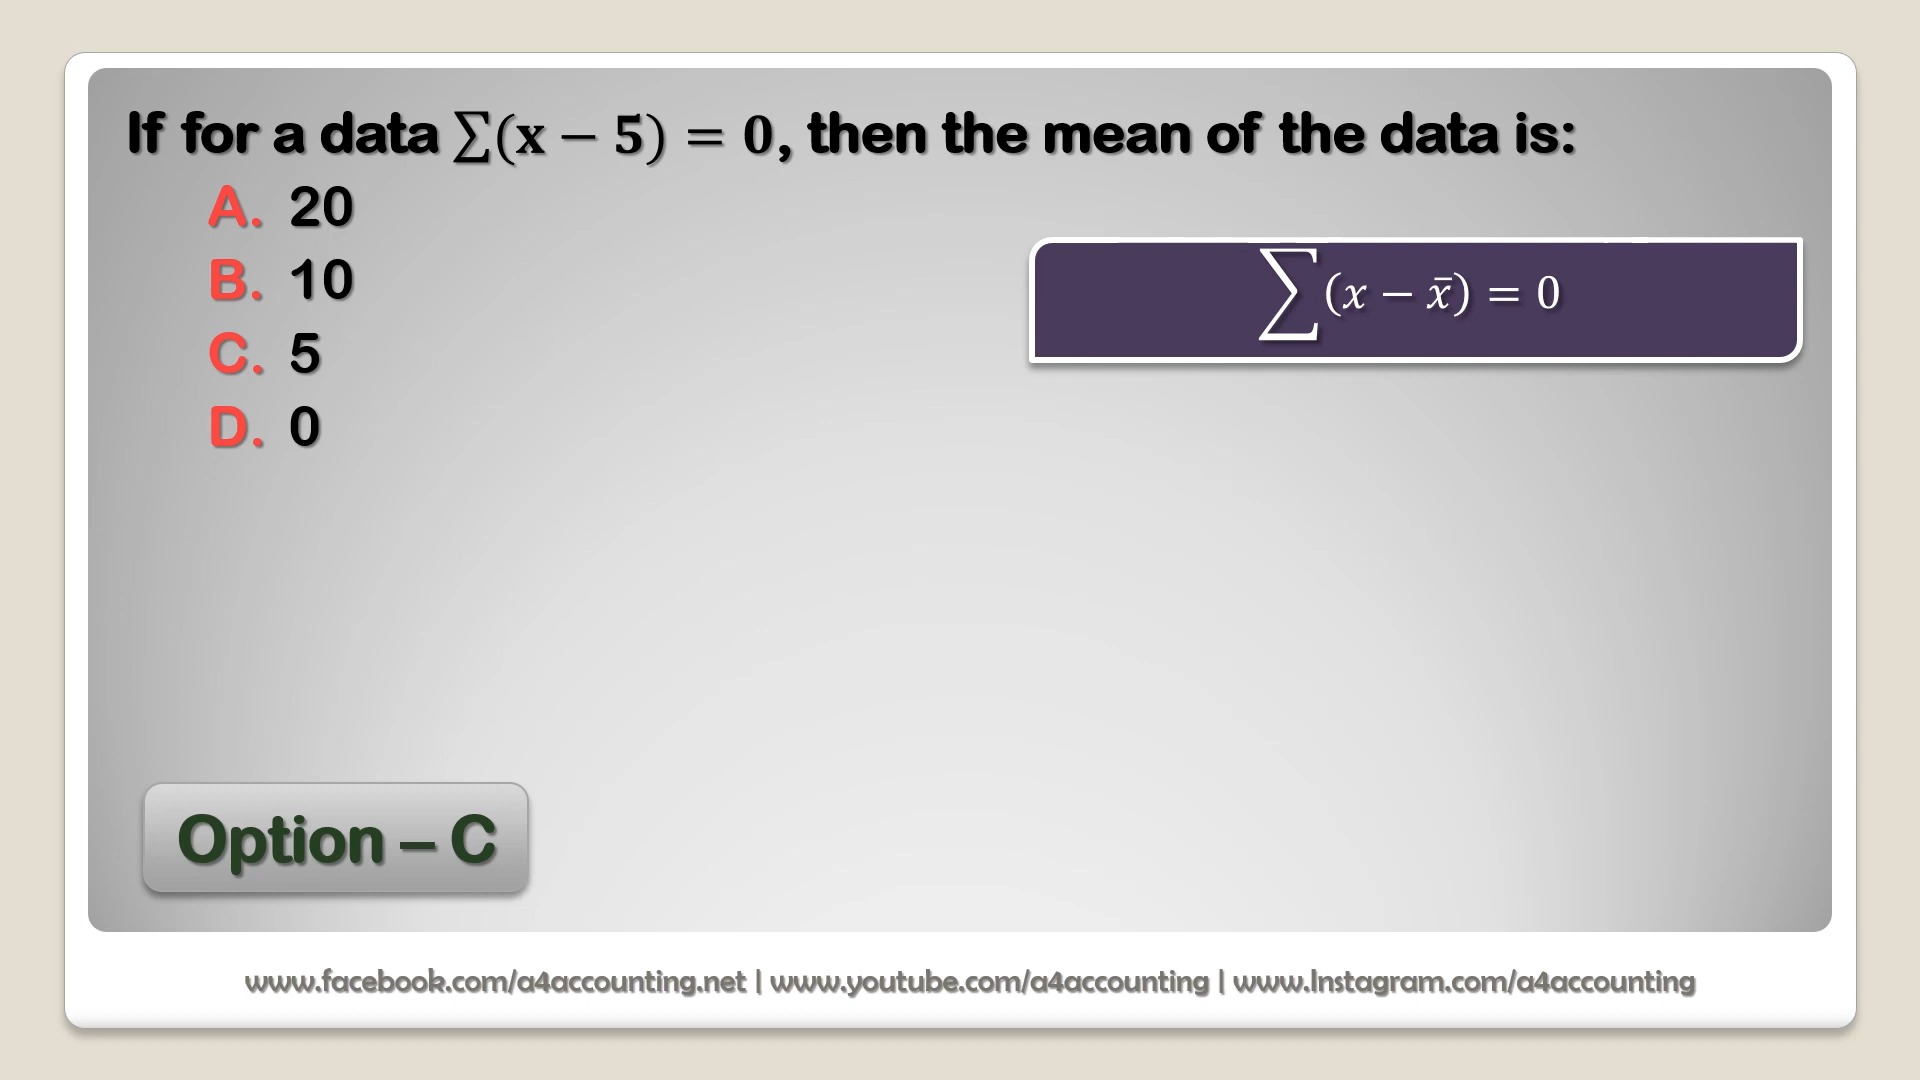 If for a data ∑(x − 5) = 0, then the mean of the data is:
A. 20
B. 10
C. 5
D. 0
∑(x − x̄) = 0
Option – C
www.facebook.com/a4accounting.net | www.youtube.com/a4accounting | www.Instagram.com/a4accounting